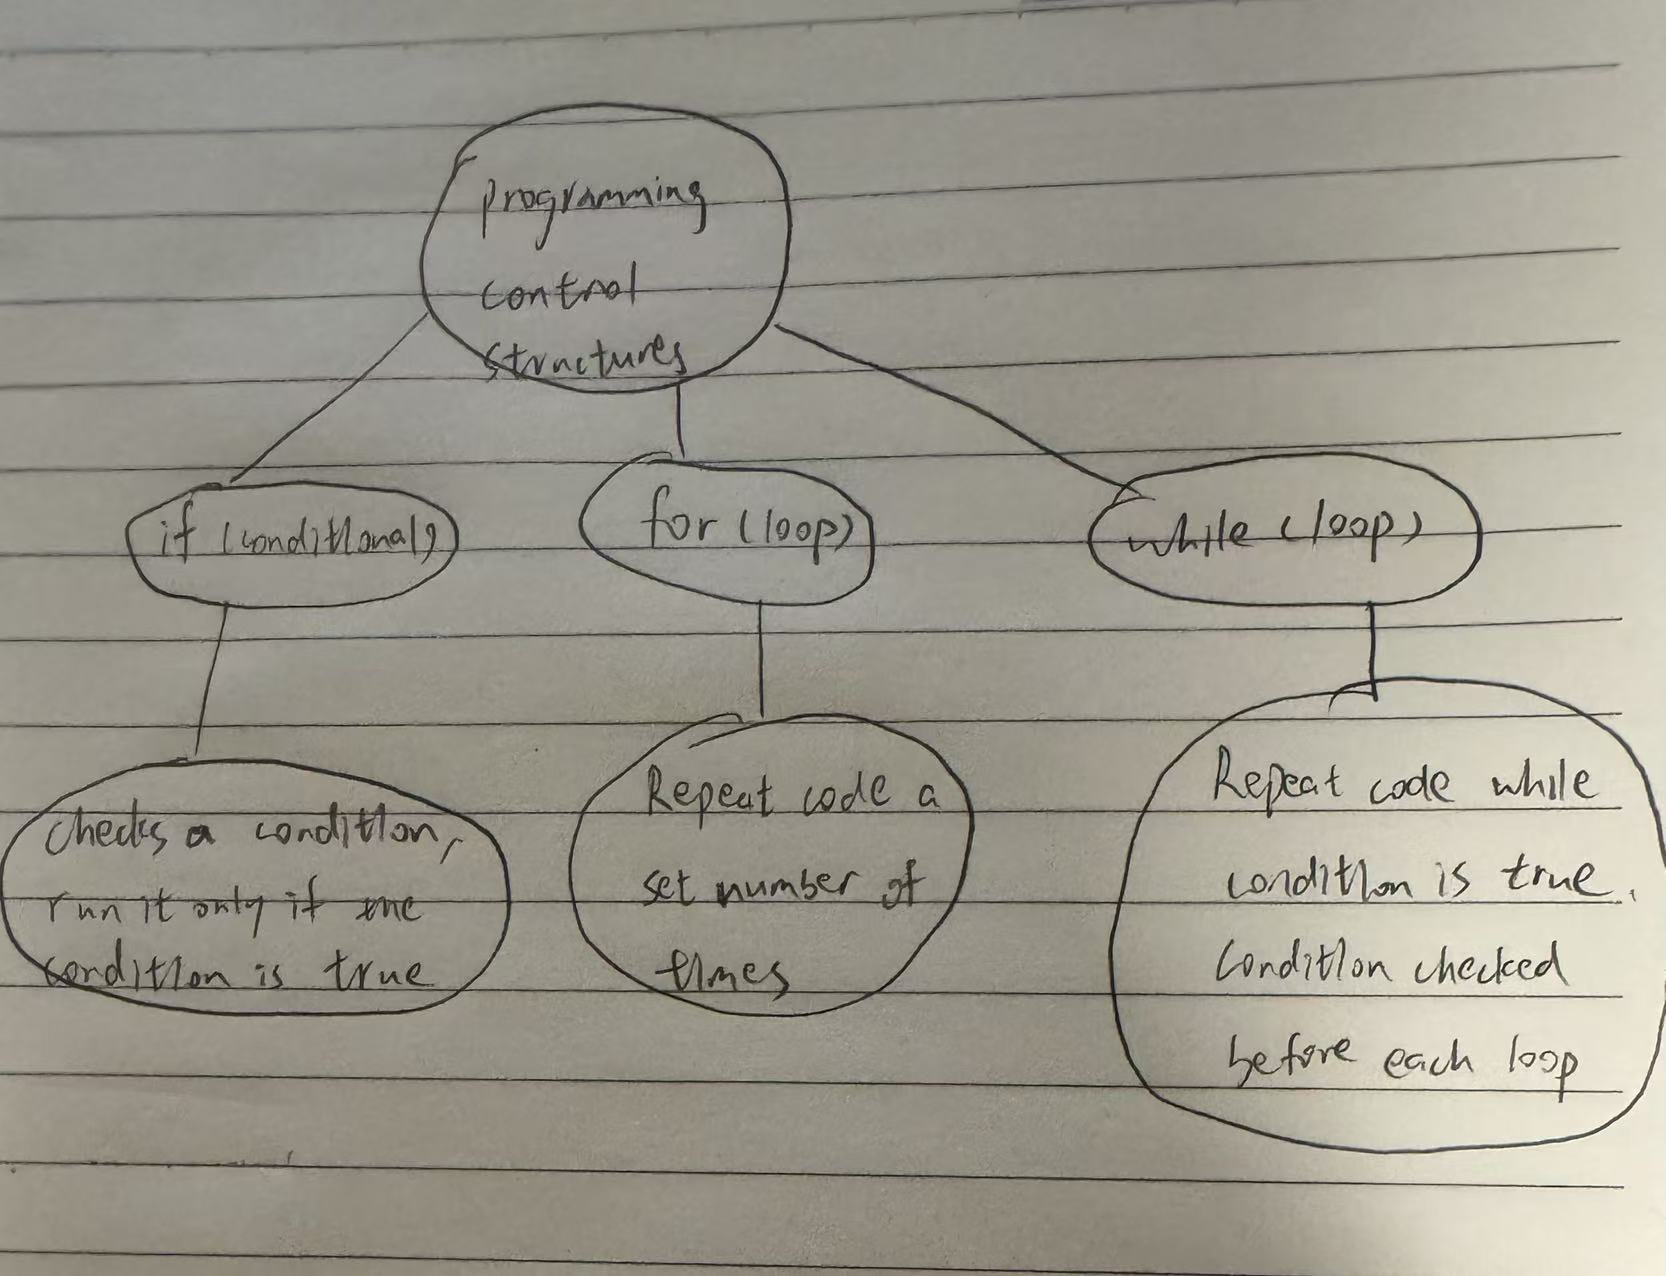 programming
control
structures
if (conditional)
for (loop)
while (loop)
checks a condition,
run it only if the
condition is true
Repeat code a
set number of
times
Repeat code while
condition is true.
Condition checked
before each loop